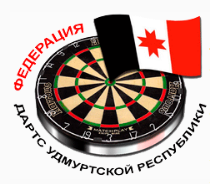 ФЕДЕРАЦИЯ
ДАРТС УДМУРТСКОЙ РЕСПУБЛИКИ